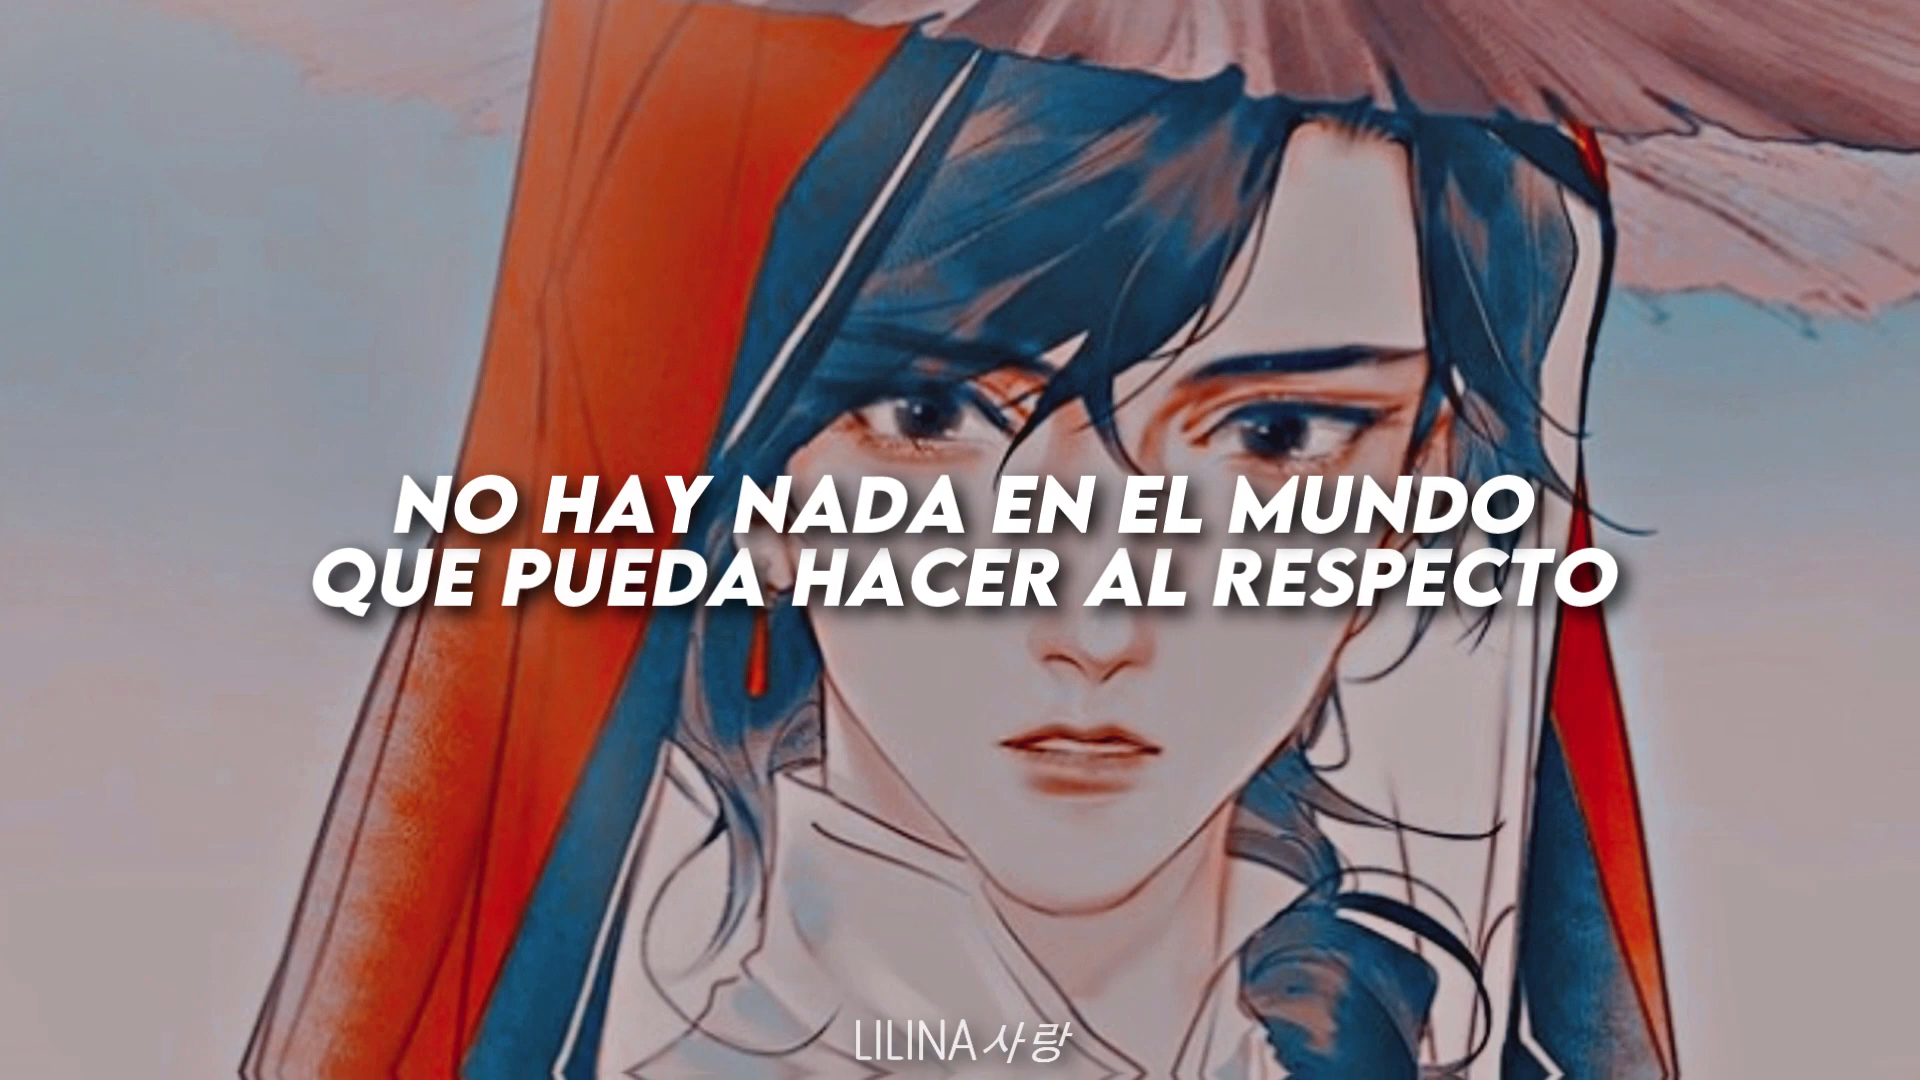 NO HAY NADA EN EL MUNDO
QUE PUEDA HACER AL RESPECTO
LILINA사랑